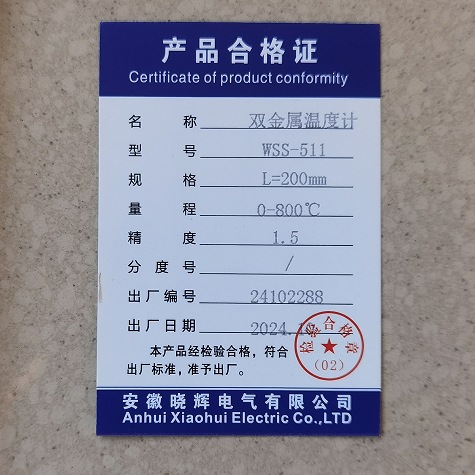 产品合格证
Certificate of product conformity
名称 双金属温度计
型号 WSS-511
规格 L=200mm
量程 0-800℃
精度 1.5
分度号 /
出厂编号 24102288
出厂日期 2024.10
检验合格章
(02)
本产品经检验合格，符合
出厂标准，准予出厂。
安徽晓辉电气有限公司
Anhui Xiaohui Electric Co.,LTD